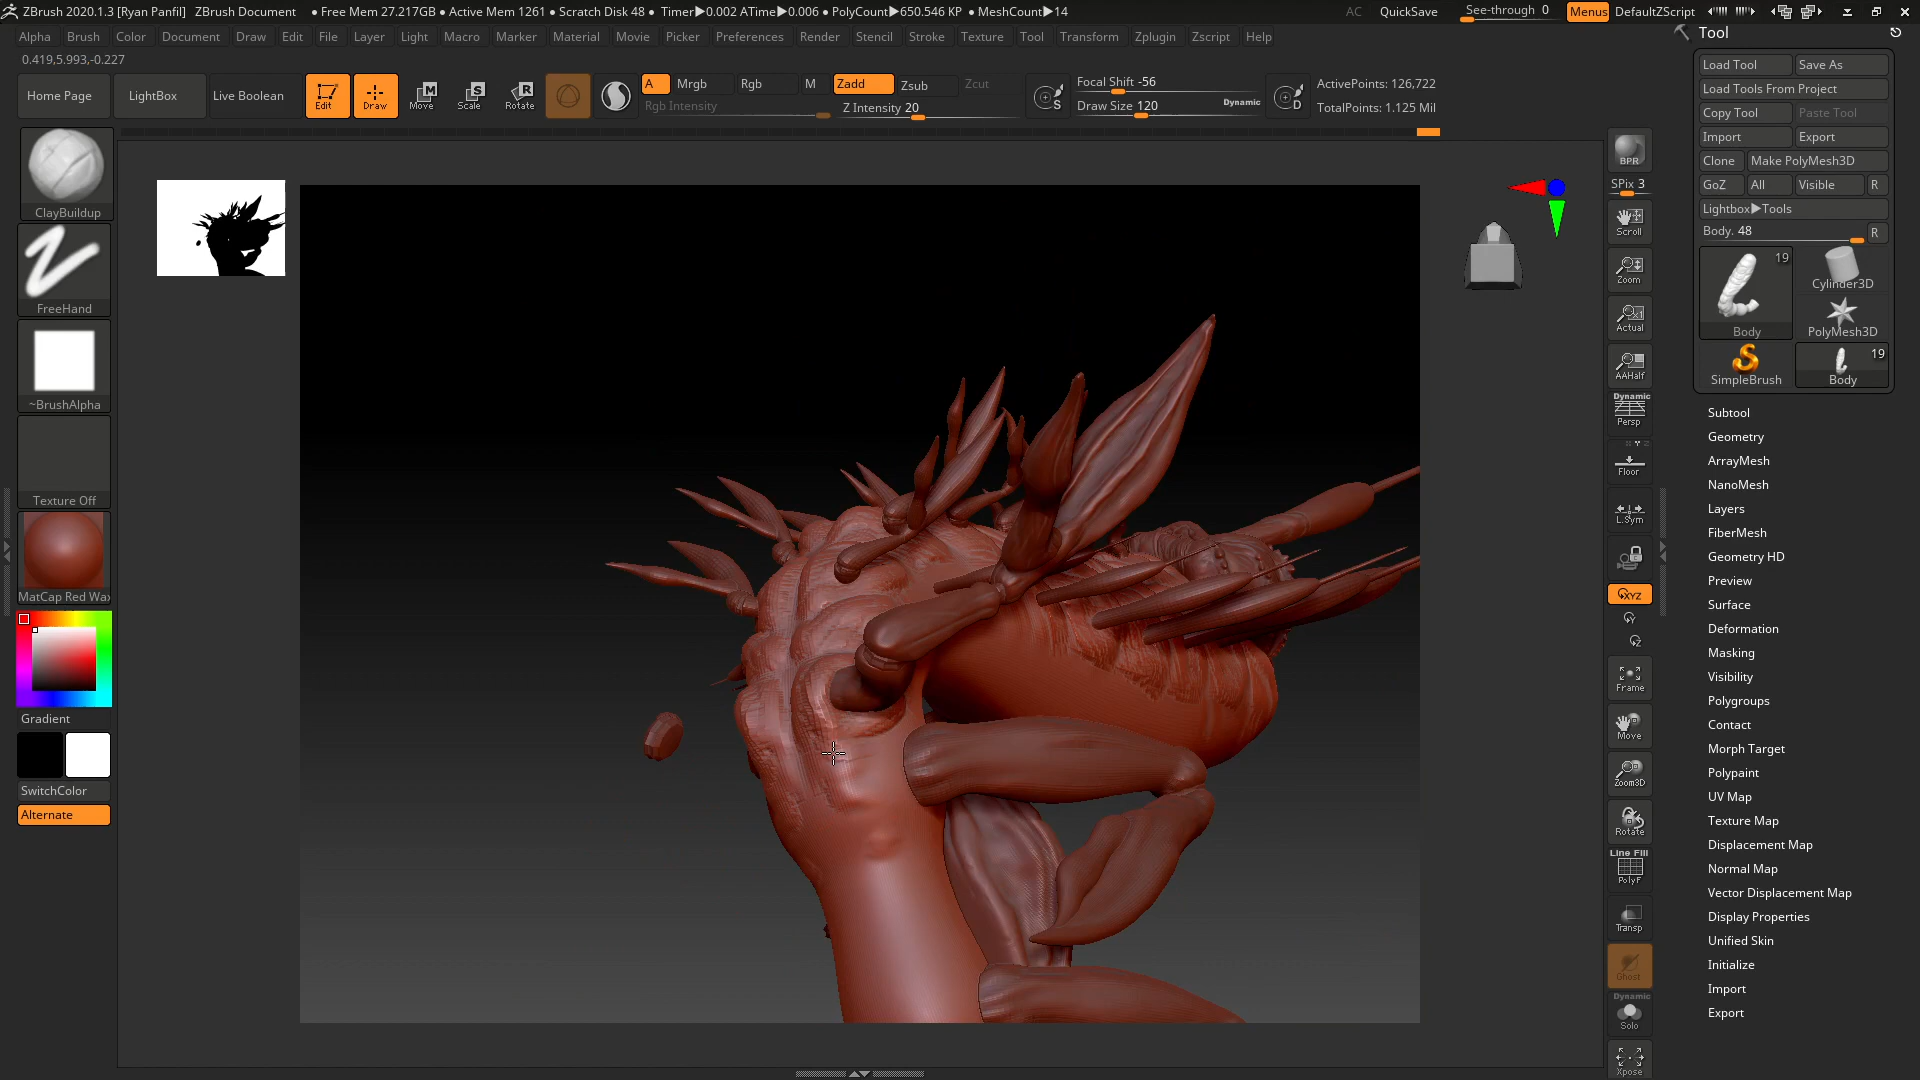 ZBrush 2020.1.3 [Ryan Panfil] ZBrush Document • Free Mem 27.217GB • Active Mem 1261 • Scratch Disk 48 • Timer▶0.002 ATime▶0.006 • PolyCount▶650.546 KP • MeshCount▶14 AC QuickSave See-through 0 Menus DefaultZScript
Alpha Brush Color Document Draw Edit File Layer Light Macro Marker Material Movie Picker Preferences Render Stencil Stroke Texture Tool Transform Zplugin Zscript Help
0.419,5.993,-0.227
Home Page LightBox Live Boolean Edit Draw Move Scale Rotate
A Mrgb Rgb M Zadd Zsub Zcut
Rgb Intensity Z Intensity 20
S Focal Shift -56
Draw Size 120 Dynamic
D ActivePoints: 126,722
TotalPoints: 1.125 Mil
ClayBuildup
FreeHand
~BrushAlpha
Texture Off
MatCap Red Wax
Gradient
SwitchColor
Alternate
BPR
SPix 3
Scroll
Zoom
Actual
AAHalf
Dynamic
Persp
Floor
L.Sym
XYZ
Y
Z
Frame
Move
Zoom3D
Rotate
Line Fill
PolyF
Transp
Ghost
Dynamic
Solo
Xpose
Tool
Load Tool Save As
Load Tools From Project
Copy Tool Paste Tool
Import Export
Clone Make PolyMesh3D
GoZ All Visible R
Lightbox▶Tools
Body. 48 R
19
Body
Cylinder3D
PolyMesh3D
SimpleBrush
19
Body
Subtool
Geometry
ArrayMesh
NanoMesh
Layers
FiberMesh
Geometry HD
Preview
Surface
Deformation
Masking
Visibility
Polygroups
Contact
Morph Target
Polypaint
UV Map
Texture Map
Displacement Map
Normal Map
Vector Displacement Map
Display Properties
Unified Skin
Initialize
Import
Export